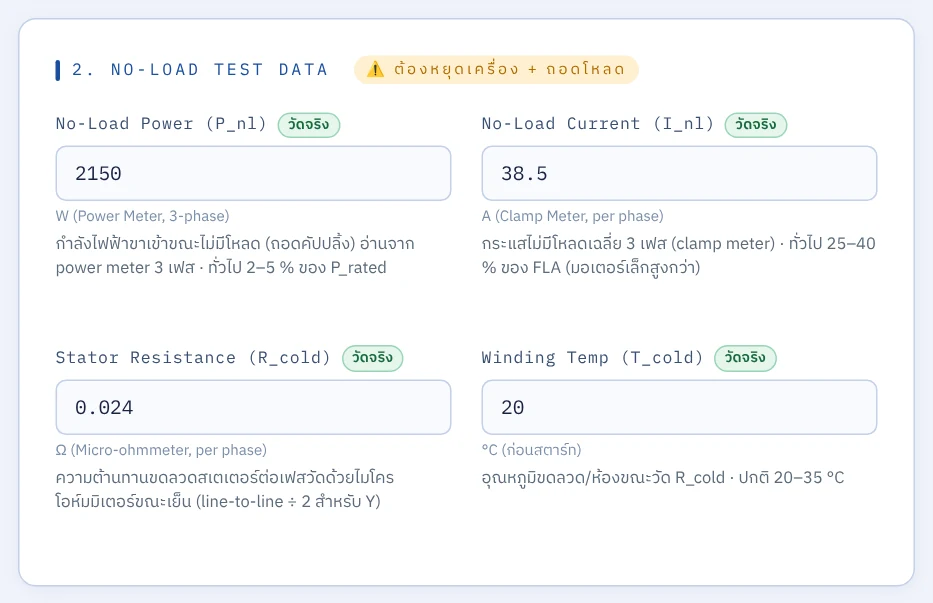 2. NO-LOAD TEST DATA ⚠️ ต้องหยุดเครื่อง + ถอดโหลด
No-Load Power (P_nl) วัดจริง
2150
W (Power Meter, 3-phase)
กำลังไฟฟ้าขาเข้าขณะไม่มีโหลด (ถอดคัปปลิ้ง) อ่านจาก
power meter 3 เฟส · ทั่วไป 2–5 % ของ P_rated
No-Load Current (I_nl) วัดจริง
38.5
A (Clamp Meter, per phase)
กระแสไม่มีโหลดเฉลี่ย 3 เฟส (clamp meter) · ทั่วไป 25–40
% ของ FLA (มอเตอร์เล็กสูงกว่า)
Stator Resistance (R_cold) วัดจริง
0.024
Ω (Micro-ohmmeter, per phase)
ความต้านทานขดลวดสเตเตอร์ต่อเฟสวัดด้วยไมโคร
โอห์มมิเตอร์ขณะเย็น (line-to-line ÷ 2 สำหรับ Y)
Winding Temp (T_cold) วัดจริง
20
°C (ก่อนสตาร์ท)
อุณหภูมิขดลวด/ห้องขณะวัด R_cold · ปกติ 20–35 °C